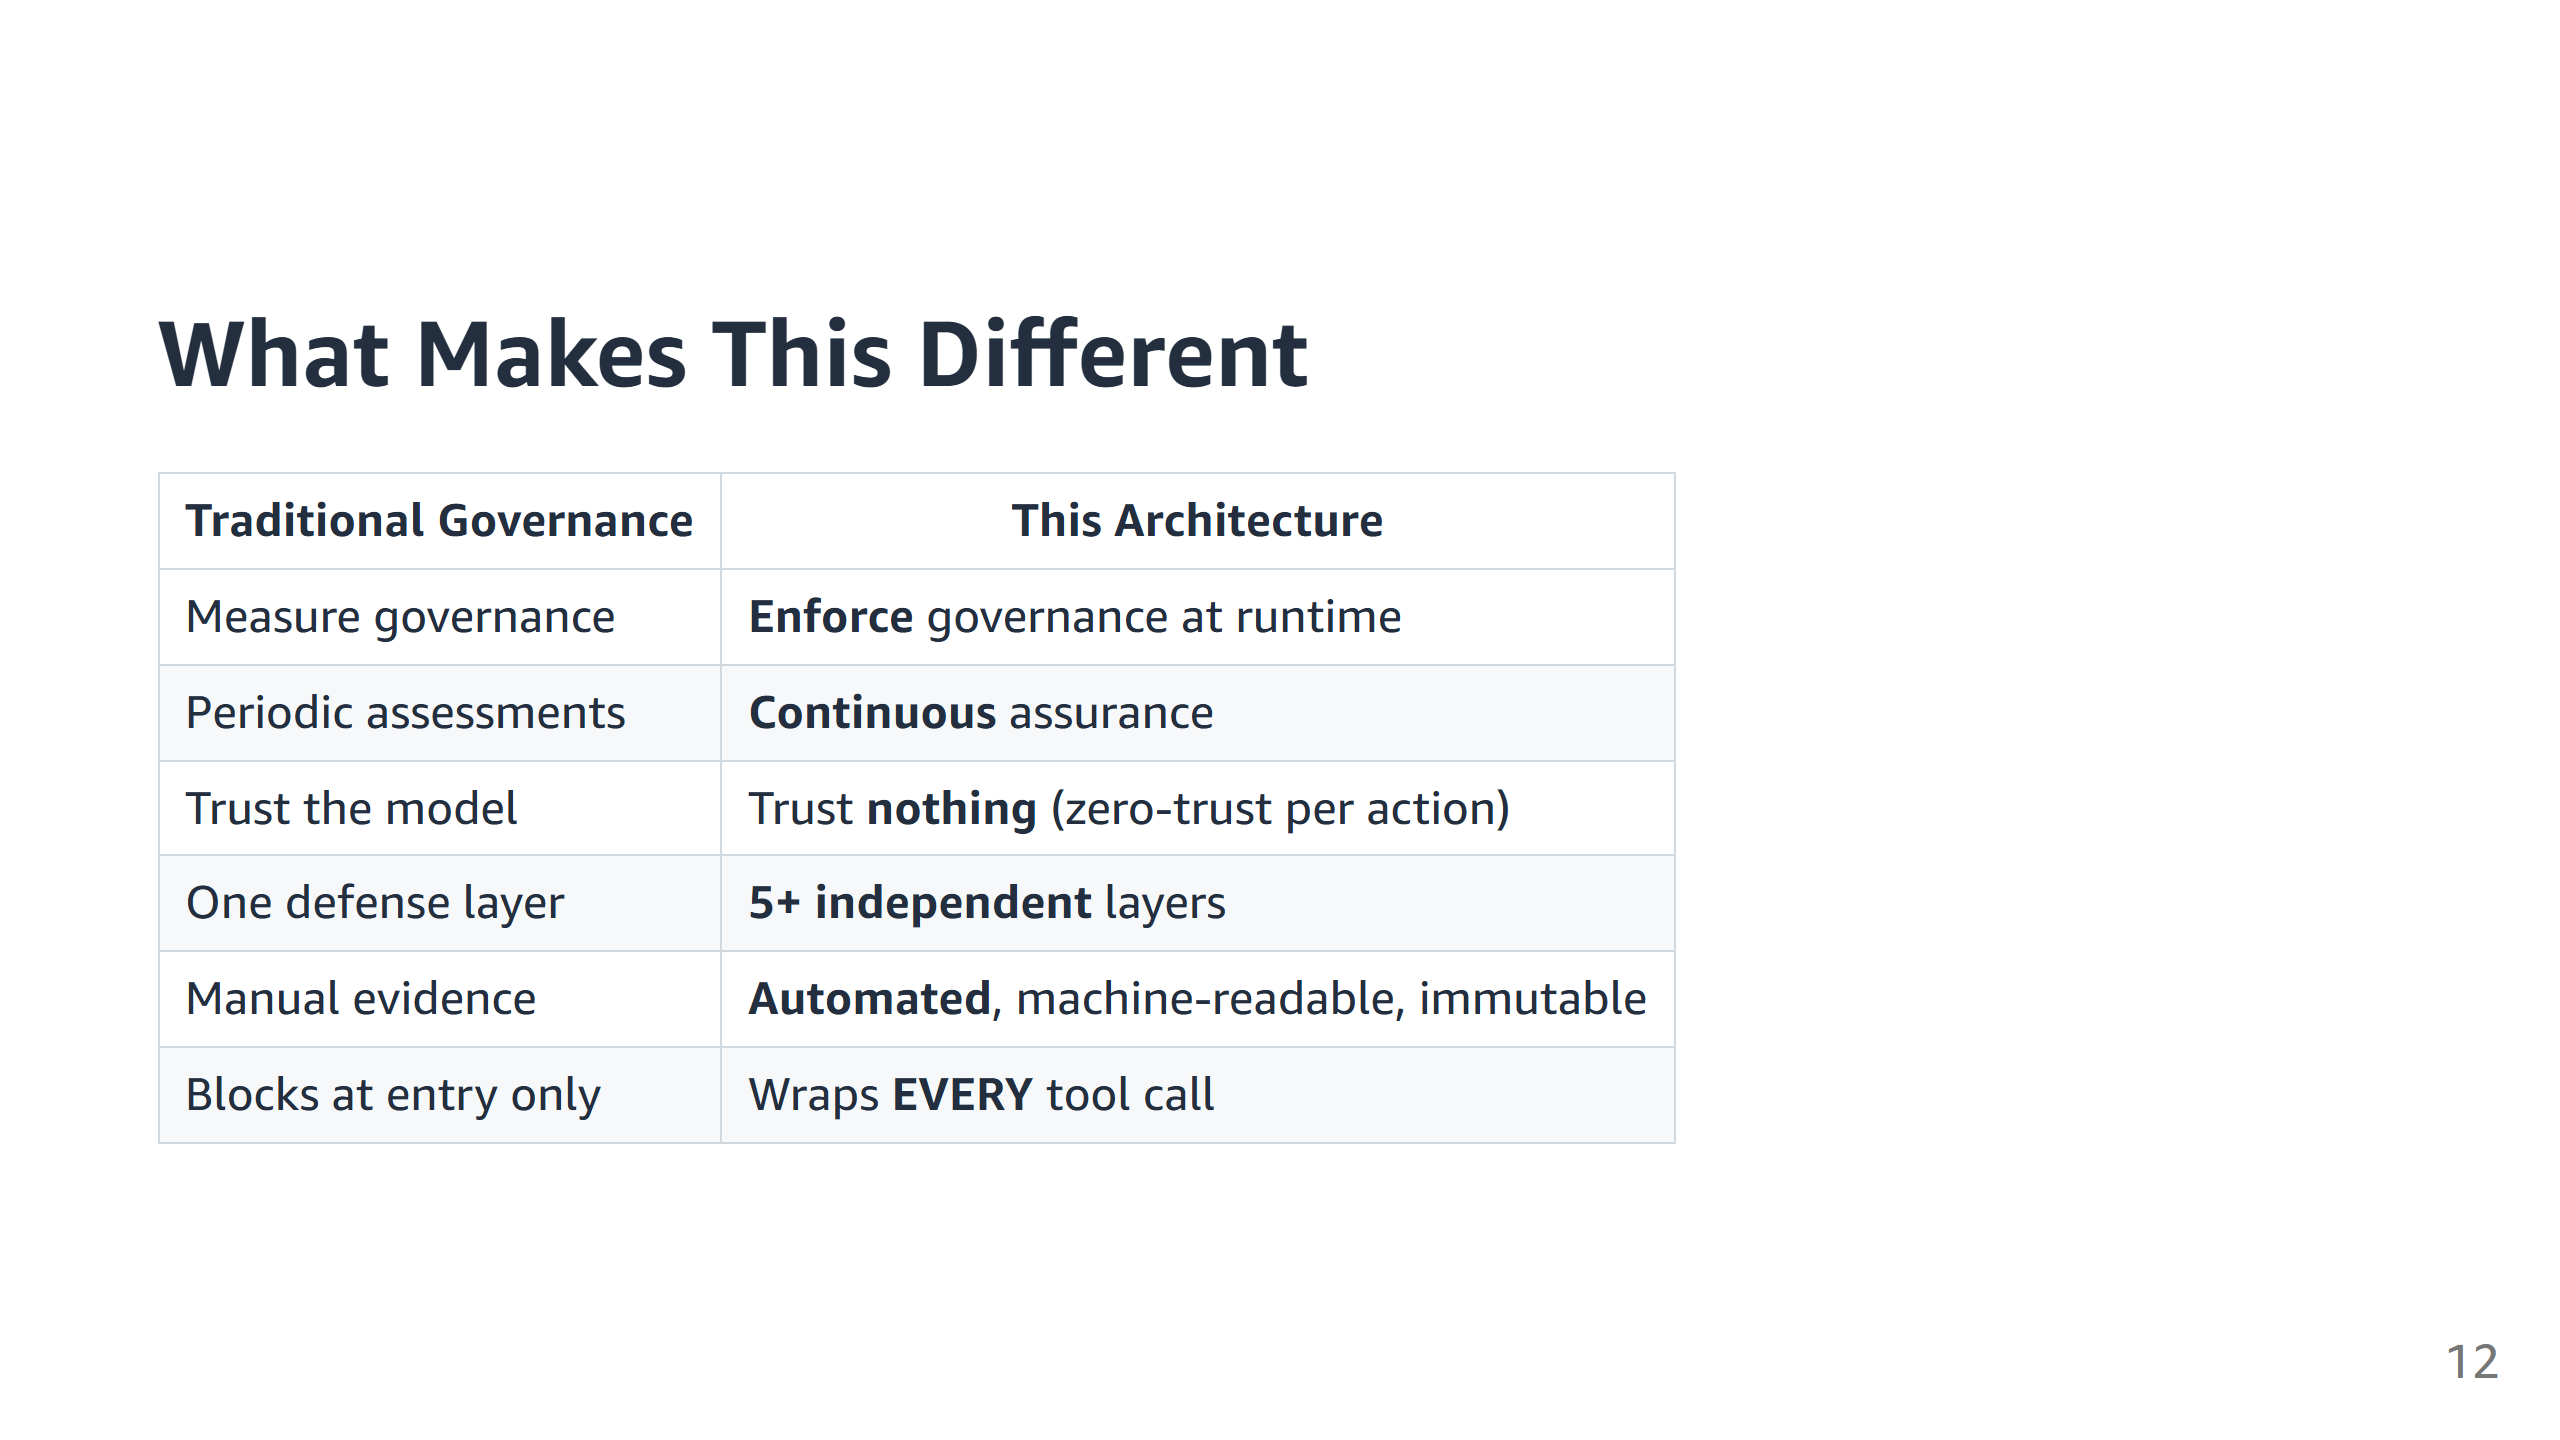 What Makes This Different
Traditional Governance This Architecture
Measure governance Enforce governance at runtime
Periodic assessments Continuous assurance
Trust the model Trust nothing (zero-trust per action)
One defense layer 5+ independent layers
Manual evidence Automated, machine-readable, immutable
Blocks at entry only Wraps EVERY tool call
12